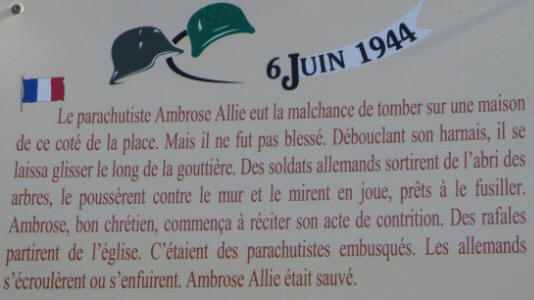 6 JUIN 1944
Le parachutiste Ambrose Allie eut la malchance de tomber sur une maison
de ce coté de la place. Mais il ne fut pas blessé. Débouclant son harnais, il se
laissa glisser le long de la gouttière. Des soldats allemands sortirent de l'abri des
arbres, le poussèrent contre le mur et le mirent en joue, prêts à le fusiller.
Ambrose, bon chrétien, commença à réciter son acte de contrition. Des rafales
partirent de l'église. C'étaient des parachutistes embusqués. Les allemands
s'écroulèrent ou s'enfuirent. Ambrose Allie était sauvé.